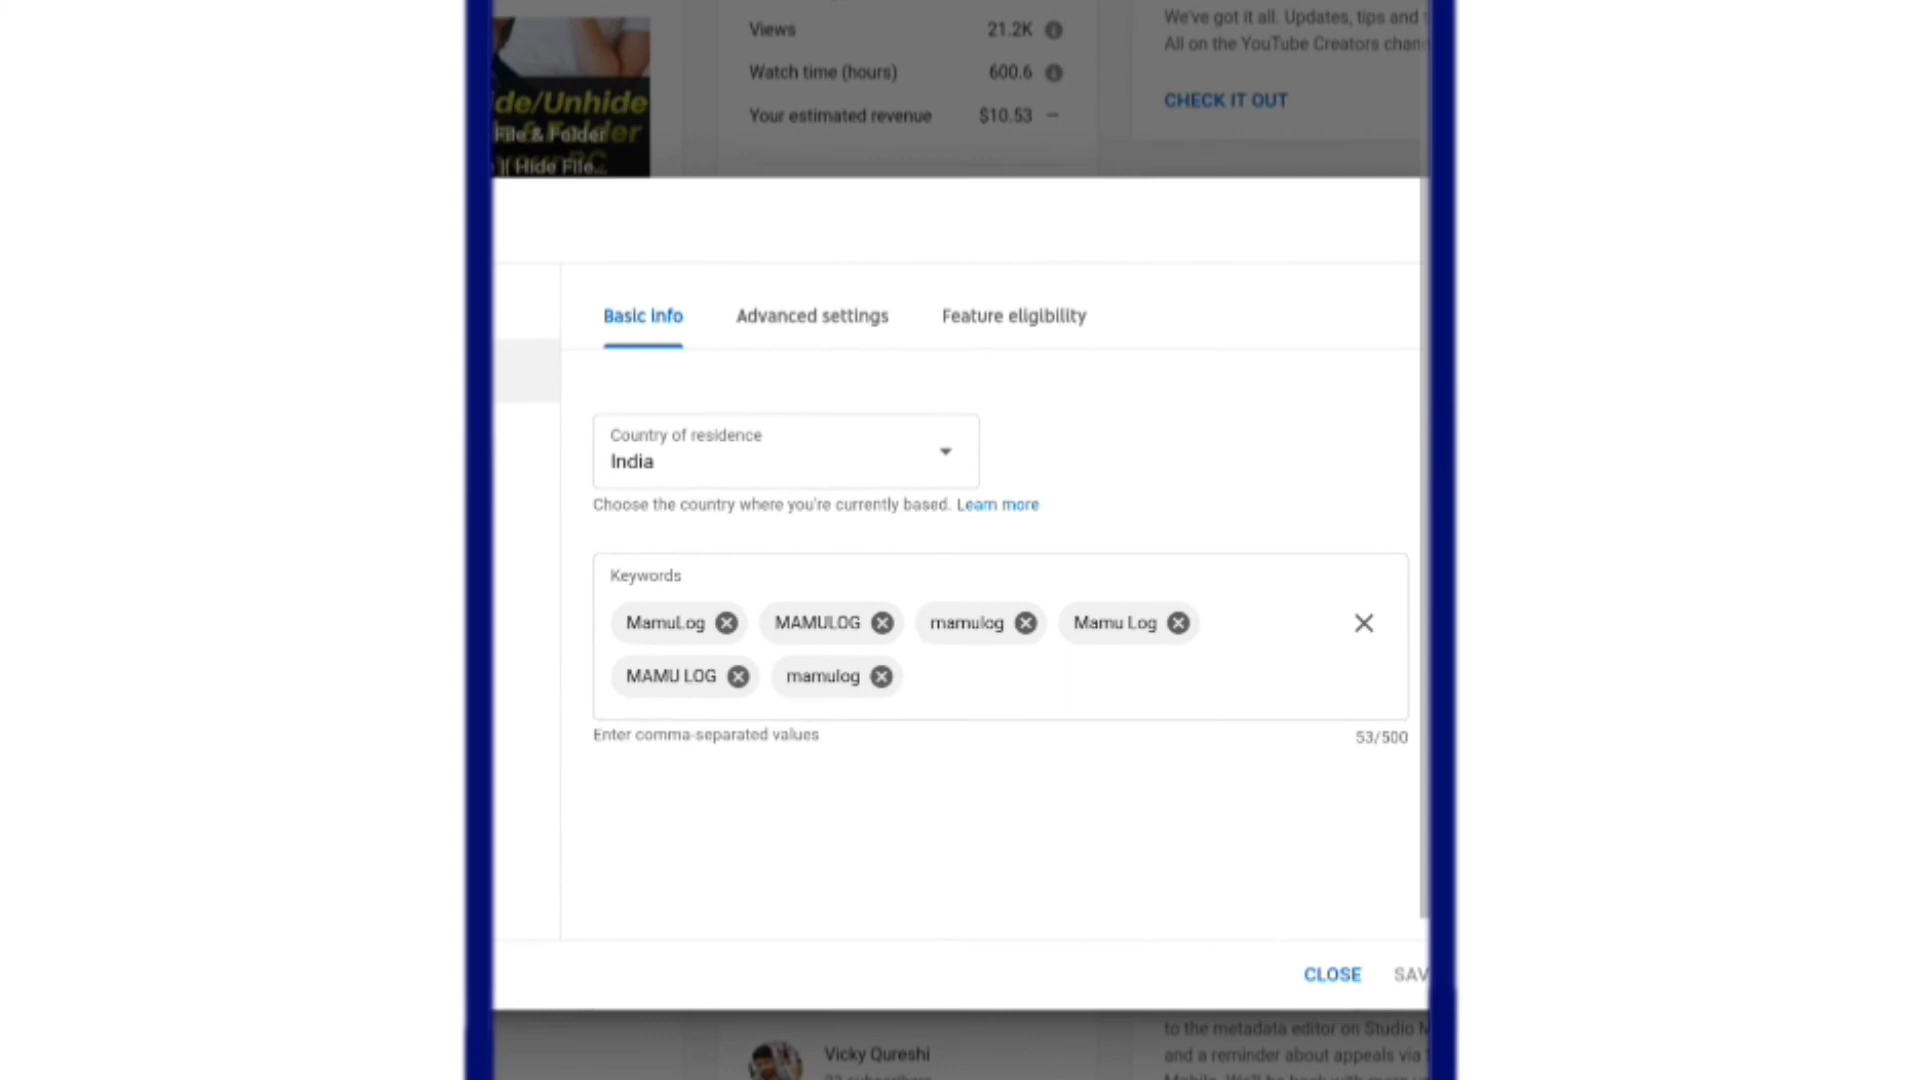 We've got it all. Updates, tips and
Views 21.2K
All on the YouTube Creators chan
Watch time (hours) 600.6
CHECK IT OUT
Your estimated revenue $10.53 —
ide/Unhide
File & Folder
][ Hide File...
Basic info Advanced settings Feature eligibility
Country of residence
India
Choose the country where you're currently based. Learn more
Keywords
MamuLog MAMULOG mamulog Mamu Log
MAMU LOG mamulog
Enter comma-separated values 53/500
CLOSE SAV
to the metadata editor on Studio M
Vicky Qureshi
and a reminder about appeals via